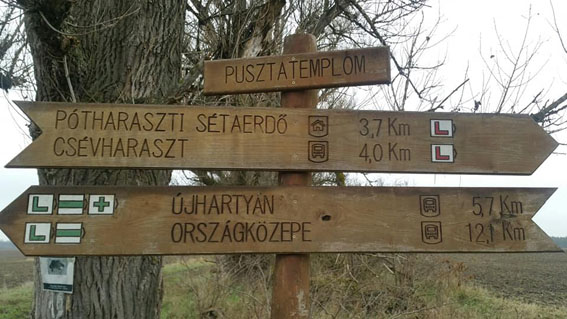 PUSZTATEMPLOM
PÓTHARASZTI SÉTAERDŐ 3,7 Km L
CSÉVHARASZT 4,0 Km L
L + ÚJHARTYÁN 5,7 Km
L ORSZÁGKÖZEPE 12,1 Km